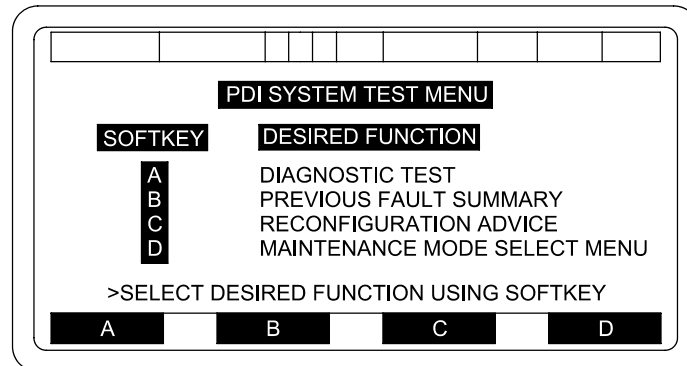 PDI SYSTEM TEST MENU
SOFTKEY DESIRED FUNCTION
A DIAGNOSTIC TEST
B PREVIOUS FAULT SUMMARY
C RECONFIGURATION ADVICE
D MAINTENANCE MODE SELECT MENU
>SELECT DESIRED FUNCTION USING SOFTKEY
A B C D